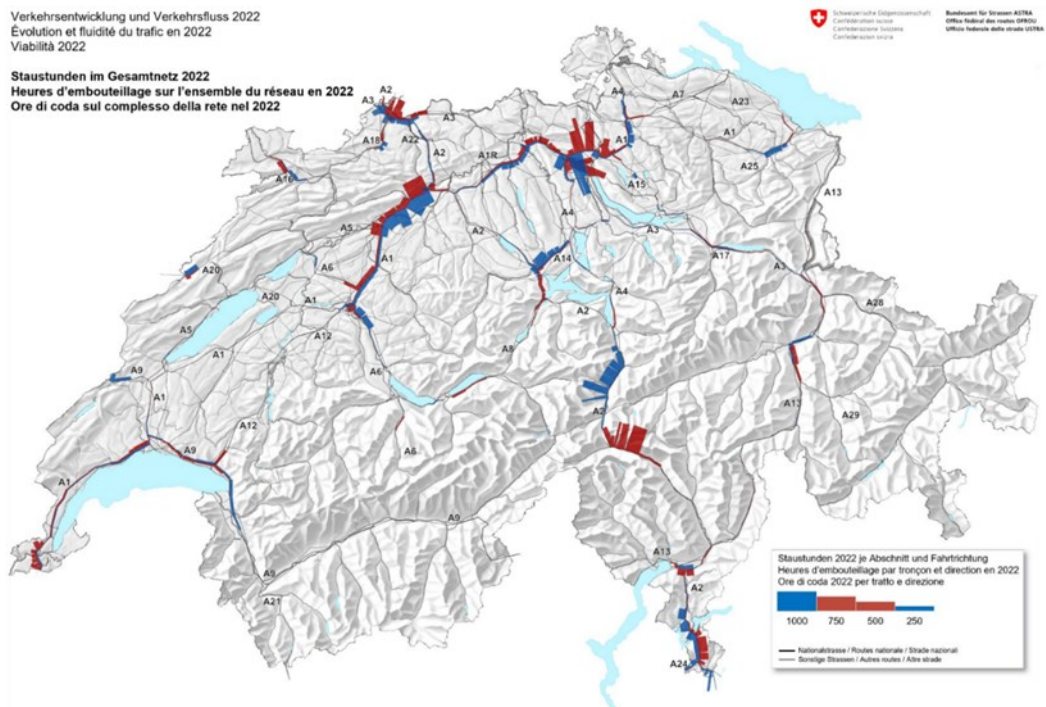 Verkehrsentwicklung und Verkehrsfluss 2022
Évolution et fluidité du trafic en 2022
Viabilità 2022
Staustunden im Gesamtnetz 2022
Heures d'embouteillage sur l'ensemble du réseau en 2022
Ore di coda sul complesso della rete nel 2022
Schweizerische Eidgenossenschaft
Confédération suisse
Confederazione Svizzera
Confederaziun svizra
Bundesamt für Strassen ASTRA
Office fédéral des routes OFROU
Ufficio federale delle strade USTRA
A2
A3
A3
A4
A7
A23
A18
A22
A2
A1R
A1
A1
A25
A16
A15
A13
A5
A4
A2
A3
A14
A17
A20
A6
A1
A3
A20
A1
A4
A28
A5
A12
A2
A1
A8
A9
A6
A1
A2
A13
A29
A12
A6
A9
A1
A9
A13
A9
A2
A21
A24
Staustunden 2022 je Abschnitt und Fahrtrichtung
Heures d'embouteillage par tronçon et direction en 2022
Ore di coda 2022 per tratto e direzione
1000 750 500 250
Nationalstrasse / Routes nationale / Strade nazionali
Sonstige Strassen / Autres routes / Altre strade